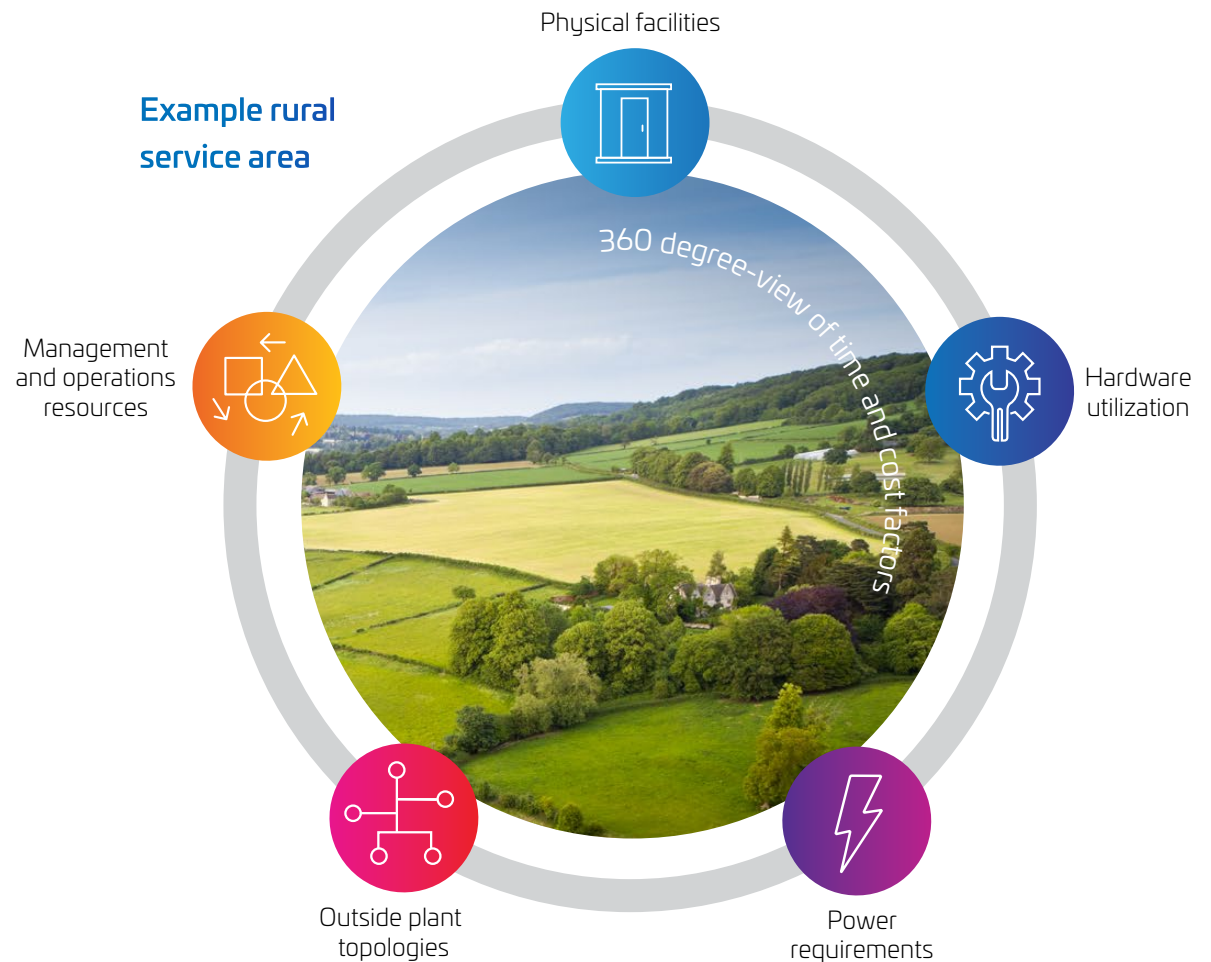 Physical facilities
Example rural
service area
360 degree-view of time and cost factors
Management
and operations
resources
Hardware
utilization
Outside plant
topologies
Power
requirements